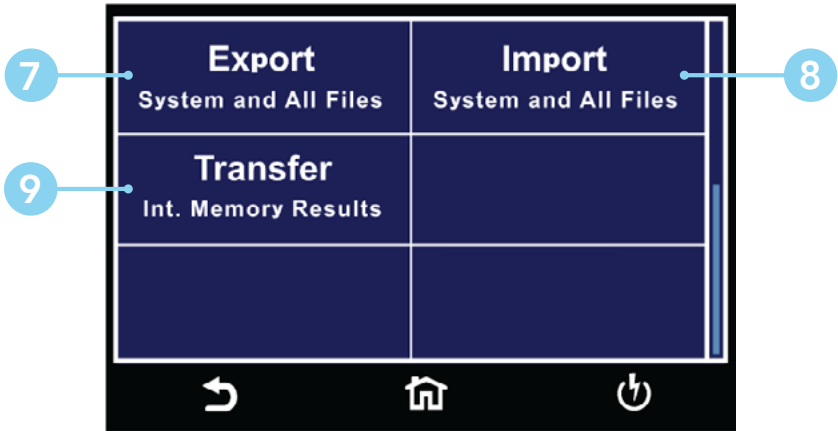 7
Export
System and All Files
Import
System and All Files
8
9
Transfer
Int. Memory Results